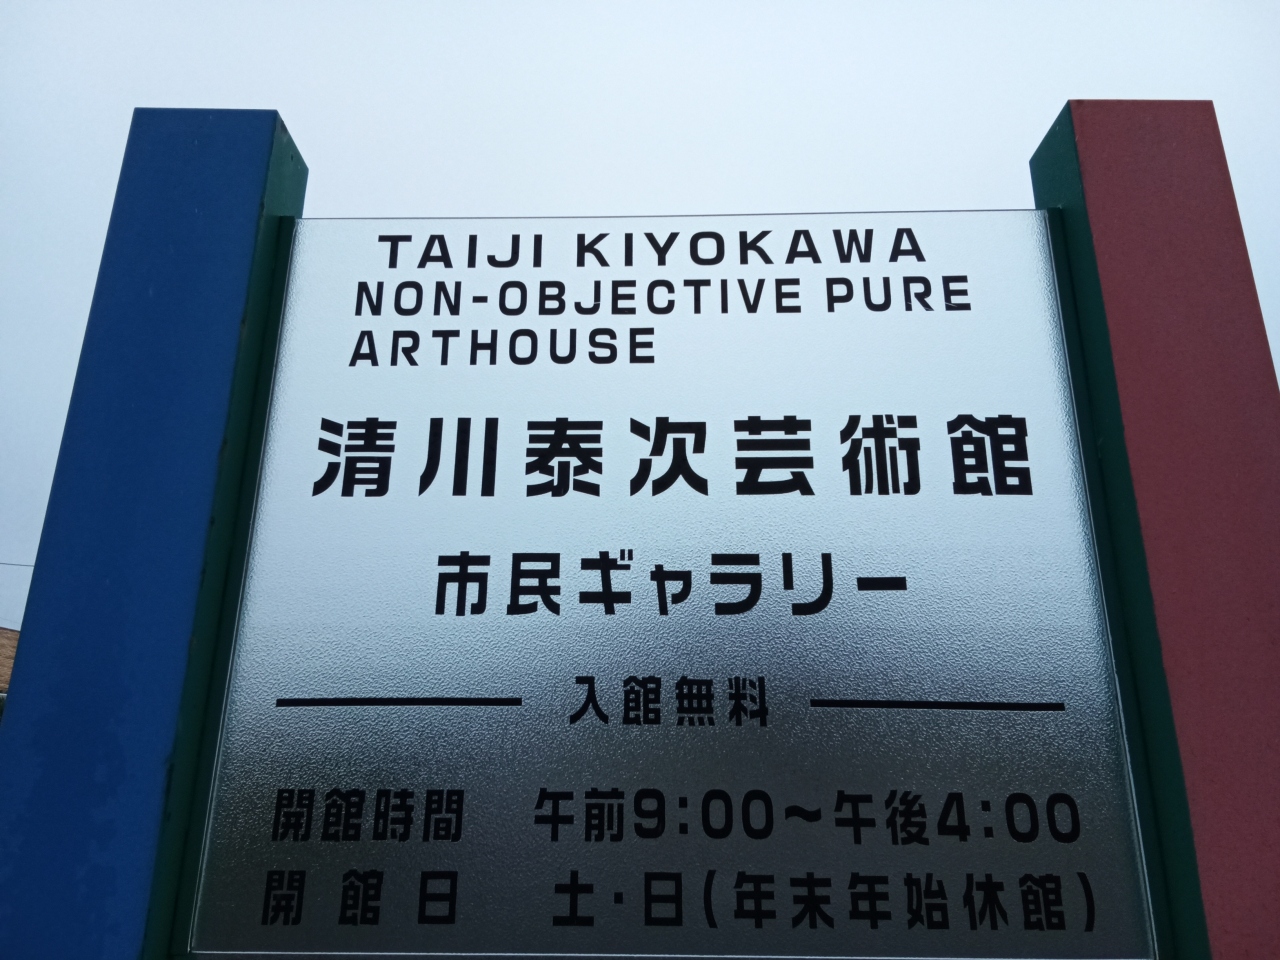 TAIJI KIYOKAWA
NON-OBJECTIVE PURE
ARTHOUSE
清川泰次芸術館
市民ギャラリー
入館無料
開館時間 午前9:00~午後4:00
開館日 土・日(年末年始休館)